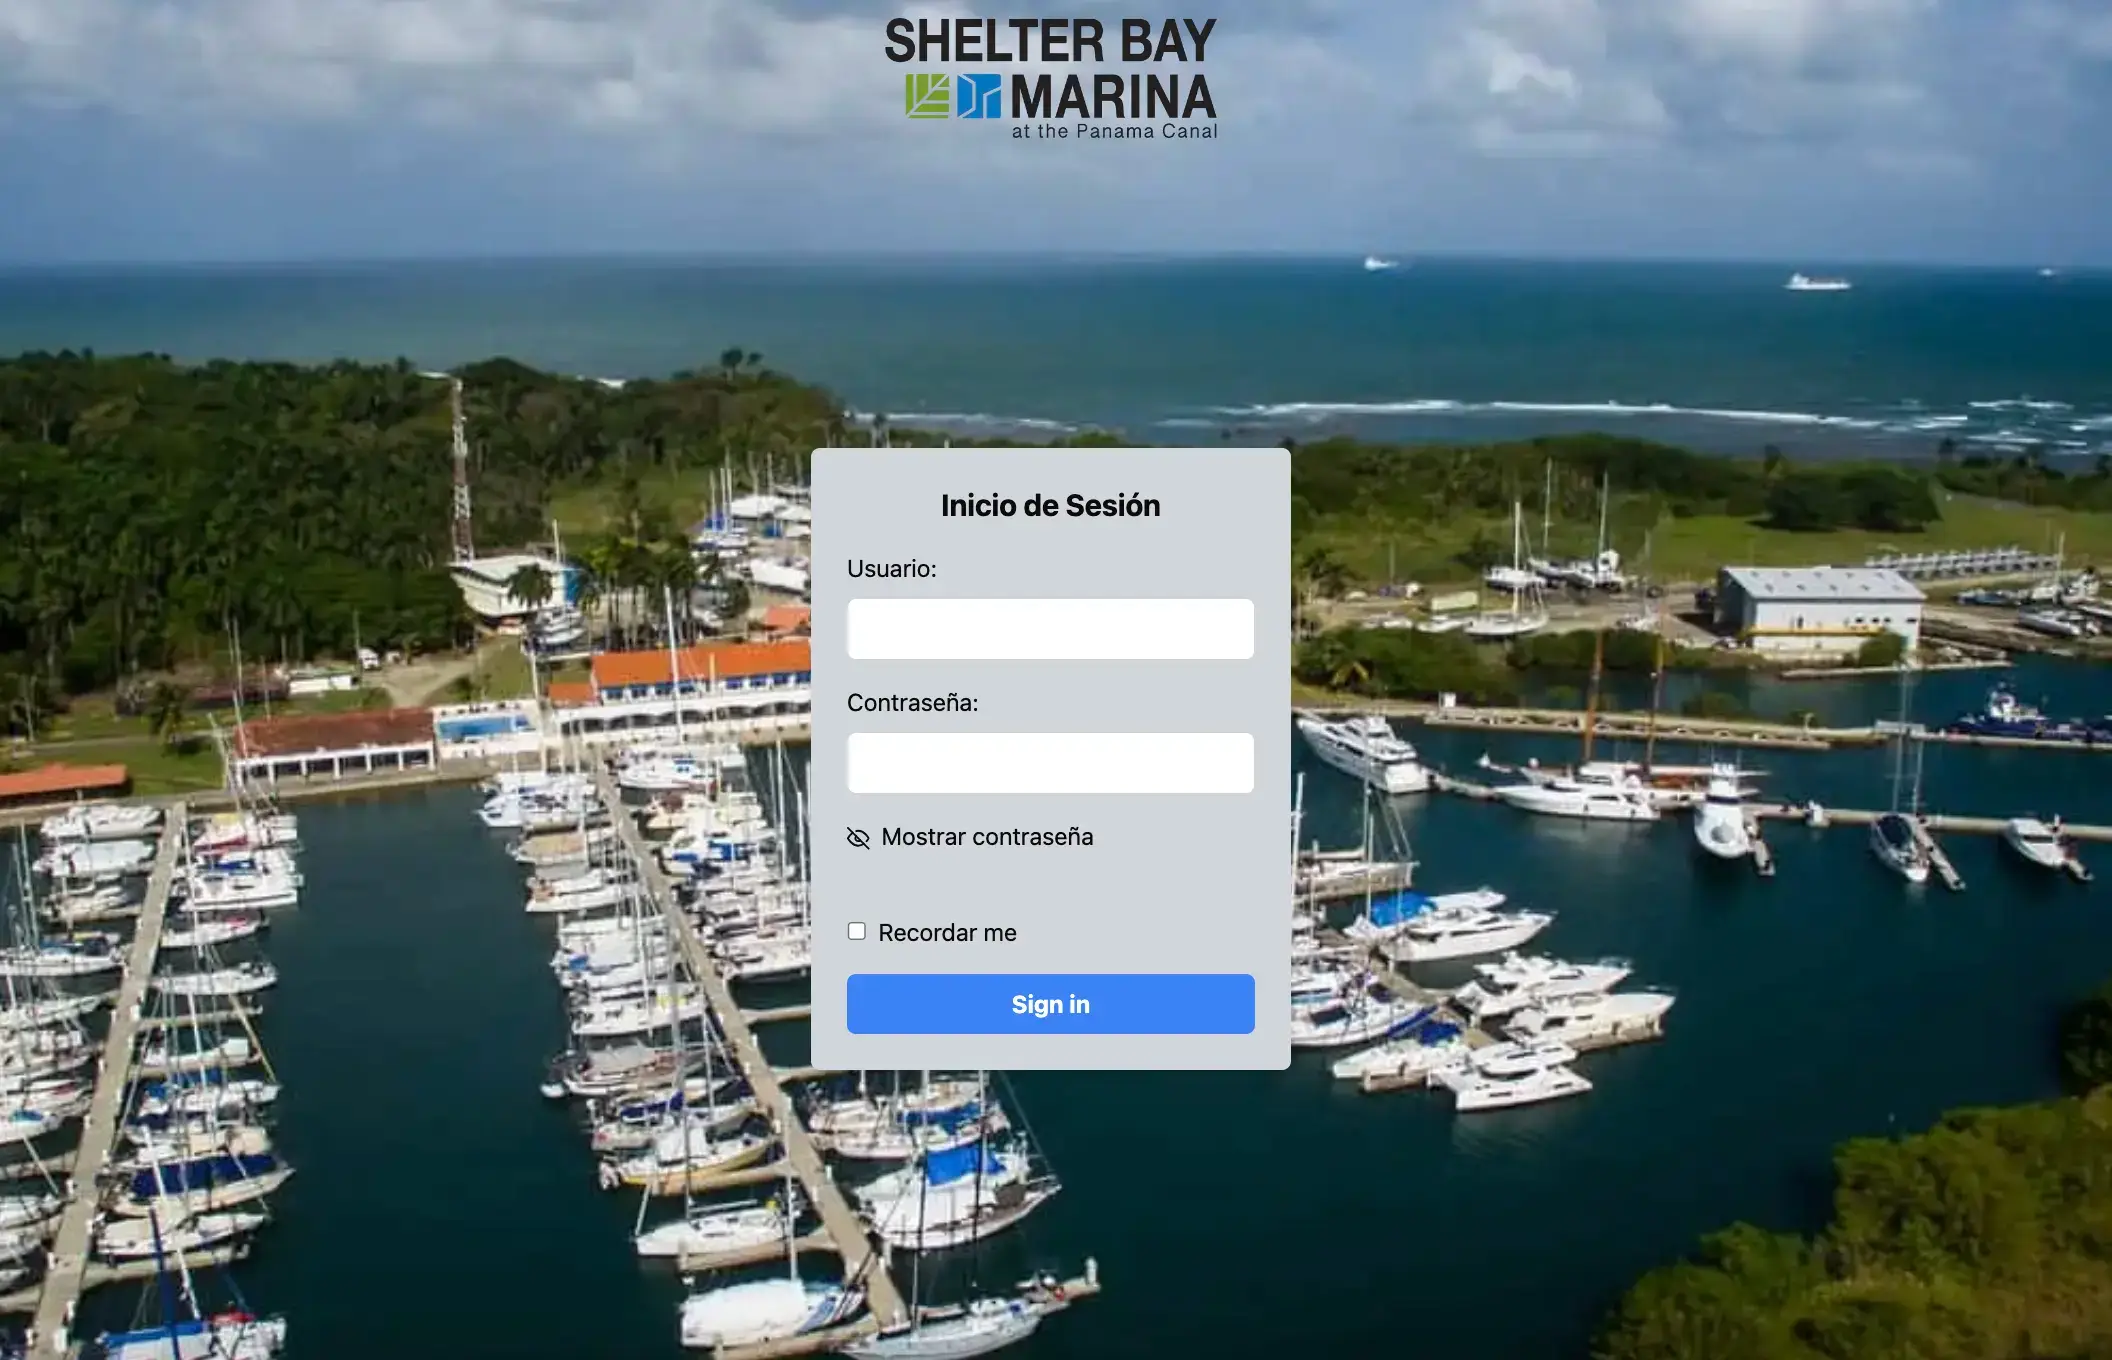 SHELTER BAY
MARINA
at the Panama Canal
Inicio de Sesión
Usuario:
Contraseña:
Mostrar contraseña
Recordar me
Sign in